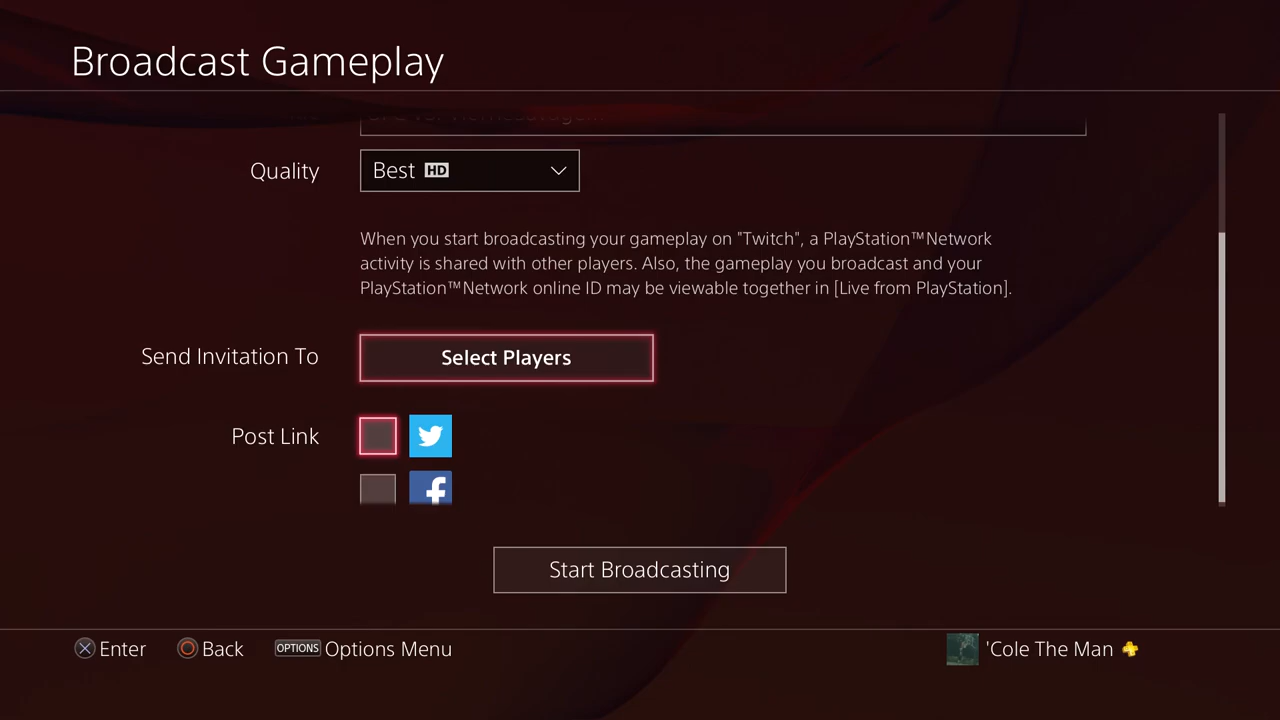 Broadcast Gameplay
Quality
Best HD
When you start broadcasting your gameplay on "Twitch", a PlayStation™Network
activity is shared with other players. Also, the gameplay you broadcast and your
PlayStation™Network online ID may be viewable together in [Live from PlayStation].
Send Invitation To
Select Players
Post Link
Start Broadcasting
Enter Back OPTIONS Options Menu
'Cole The Man